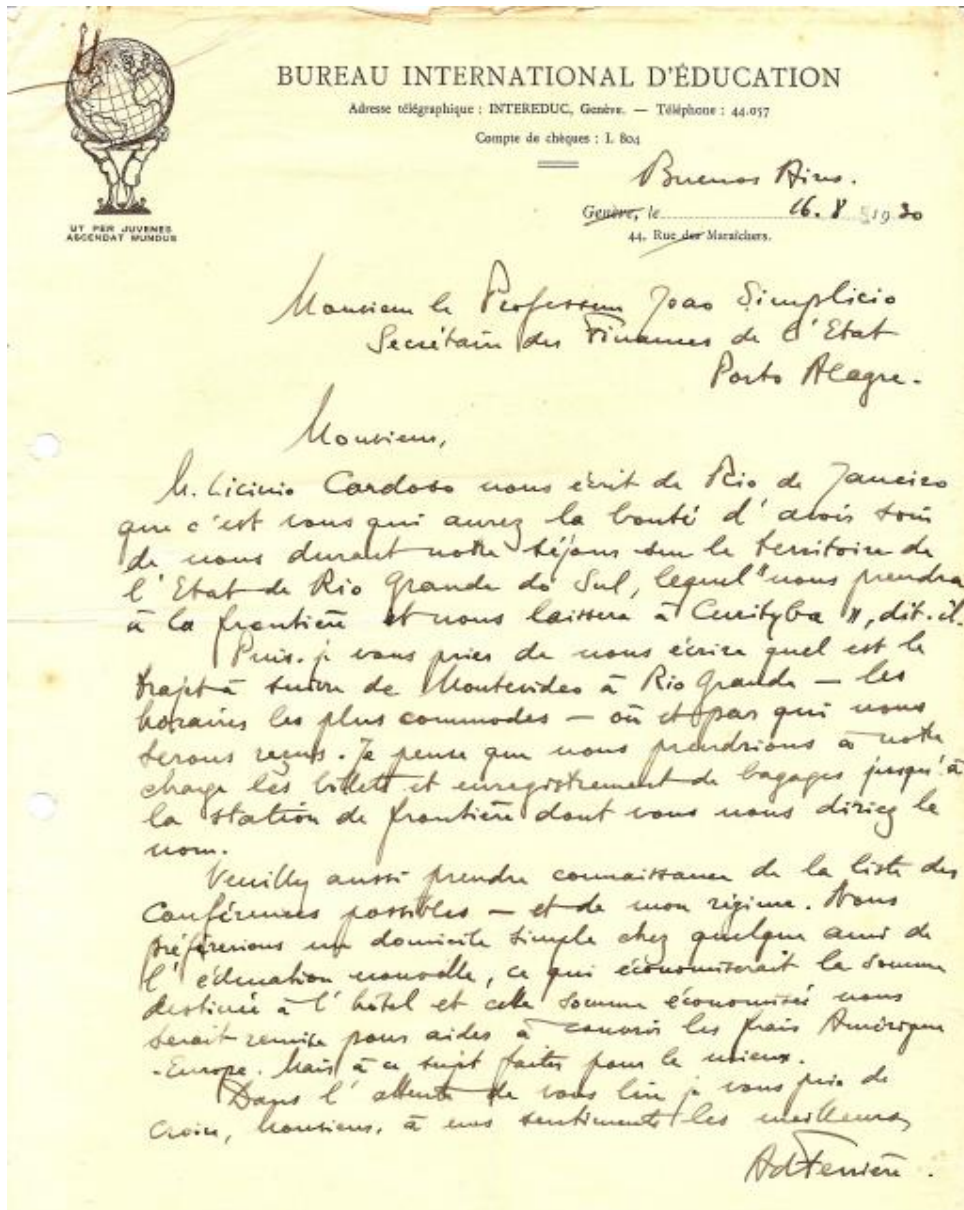 BUREAU INTERNATIONAL D'ÉDUCATION
Adresse télégraphique : INTEREDUC, Genève. — Téléphone : 44.057
Compte de chèques : I. 804
UT PER JUVENES
ASCENDAT MUNDUS
Buenos Aires.
Genève, le 16.8 1930
44, Rue des Maraîchers.
Monsieur le Professeur Joao Simplicio
Secrétaire des Finances de l'Etat
Porto Alegre.
Monsieur,
M. Licinio Cardoso nous écrit de Rio de Janeiro
que c'est vous qui aurez la bonté d'avoir soin
de nous durant notre séjour sur le territoire de
l'Etat de Rio Grande do Sul, lequel "nous prendra
à la frontière et nous laissera à Curityba", dit-il.
Puis-je vous prier de nous écrire quel est le
trajet à suivre de Montevideo à Rio Grande — les
horaires les plus commodes — où et par qui nous
serons reçus. Je pense que nous prendrions à notre
charge les billets et enregistrement de bagages jusqu'à
la station de frontière dont vous nous diriez le
nom.
Veuillez aussi prendre connaissance de la liste des
Conférences possibles — et de mon régime. Nous
préférerions un domicile simple chez quelque ami de
l'éducation nouvelle, ce qui économiserait la somme
destinée à l'hôtel et cette somme économisée nous
serait remise pour aider à couvrir les frais Amérique
-Europe. Mais à ce sujet faites pour le mieux.
Dans l'attente de vous lire je vous prie de
croire, Monsieur, à mes sentiments les meilleurs
Ad Ferrière.